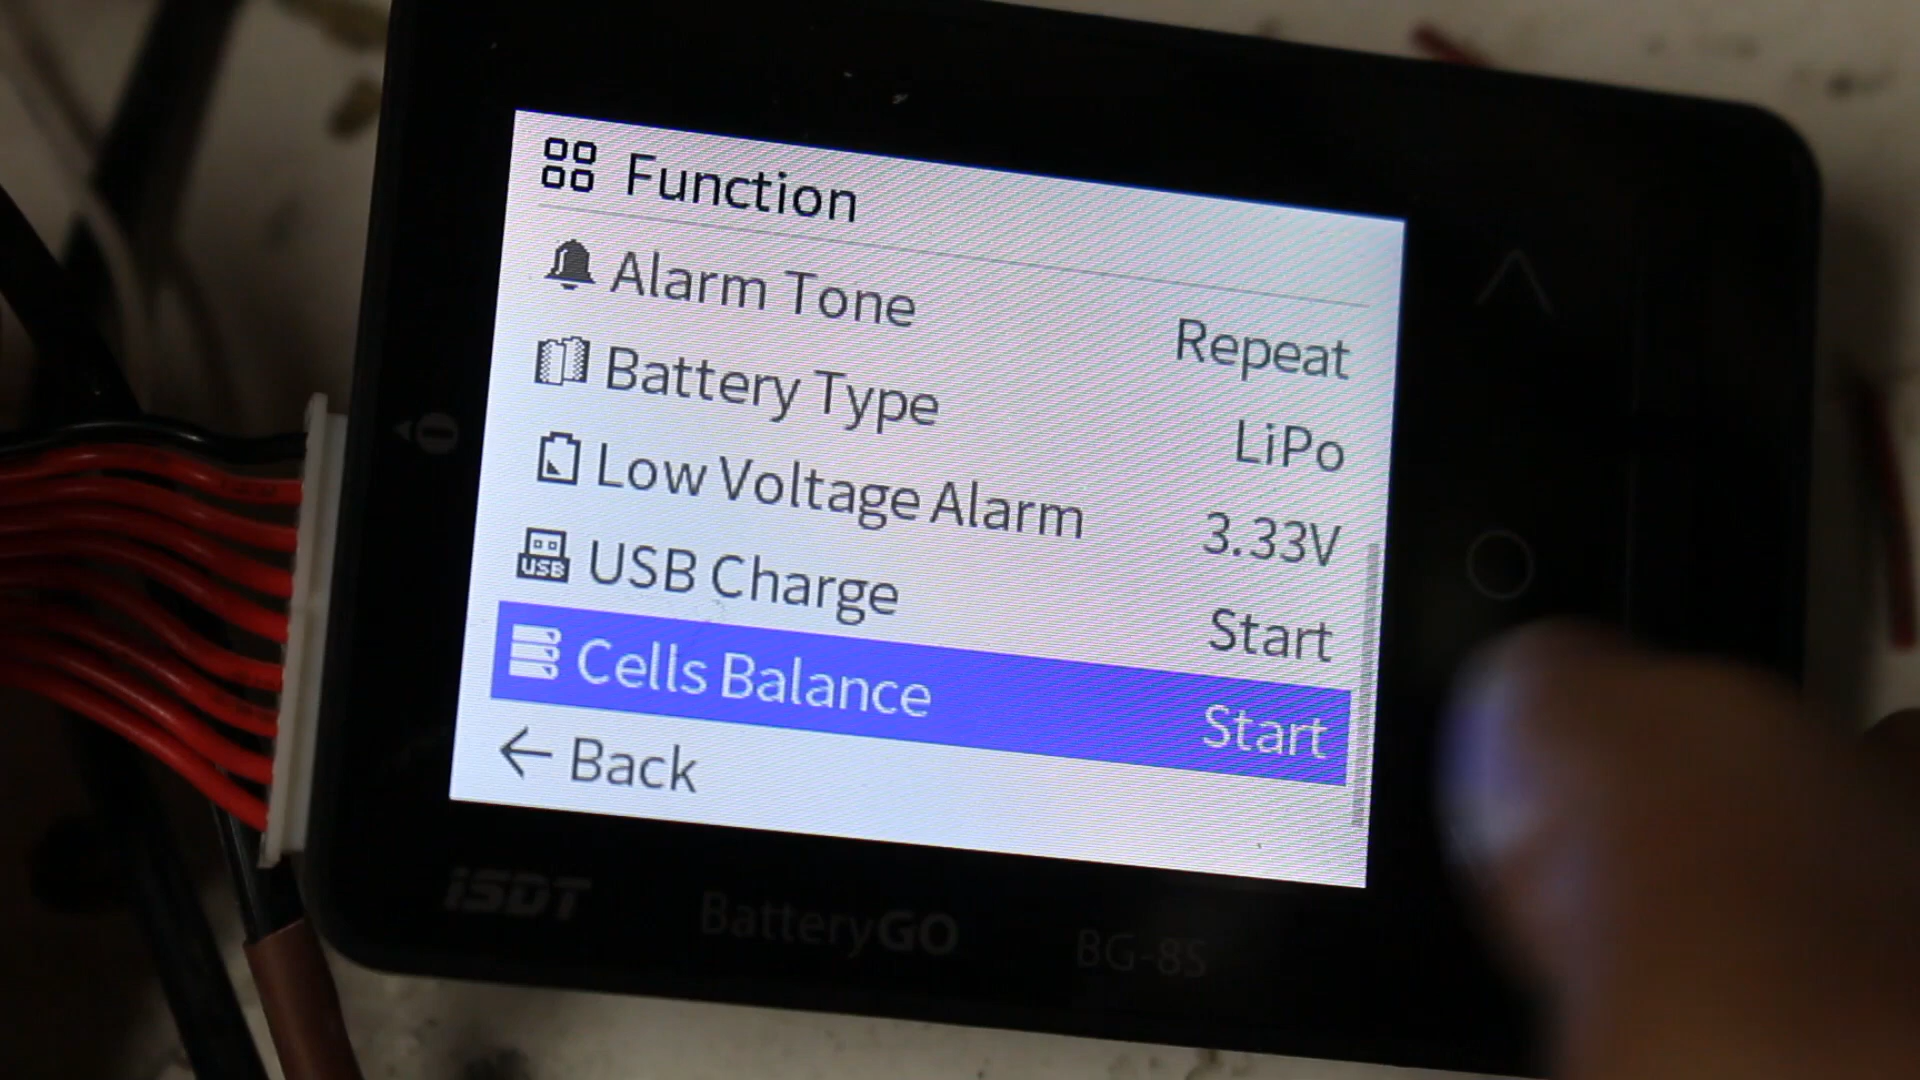 Function
Alarm Tone Repeat
Battery Type LiPo
Low Voltage Alarm 3.33V
USB USB Charge Start
Cells Balance Start
Back
iSDT BatteryGO BG-8S